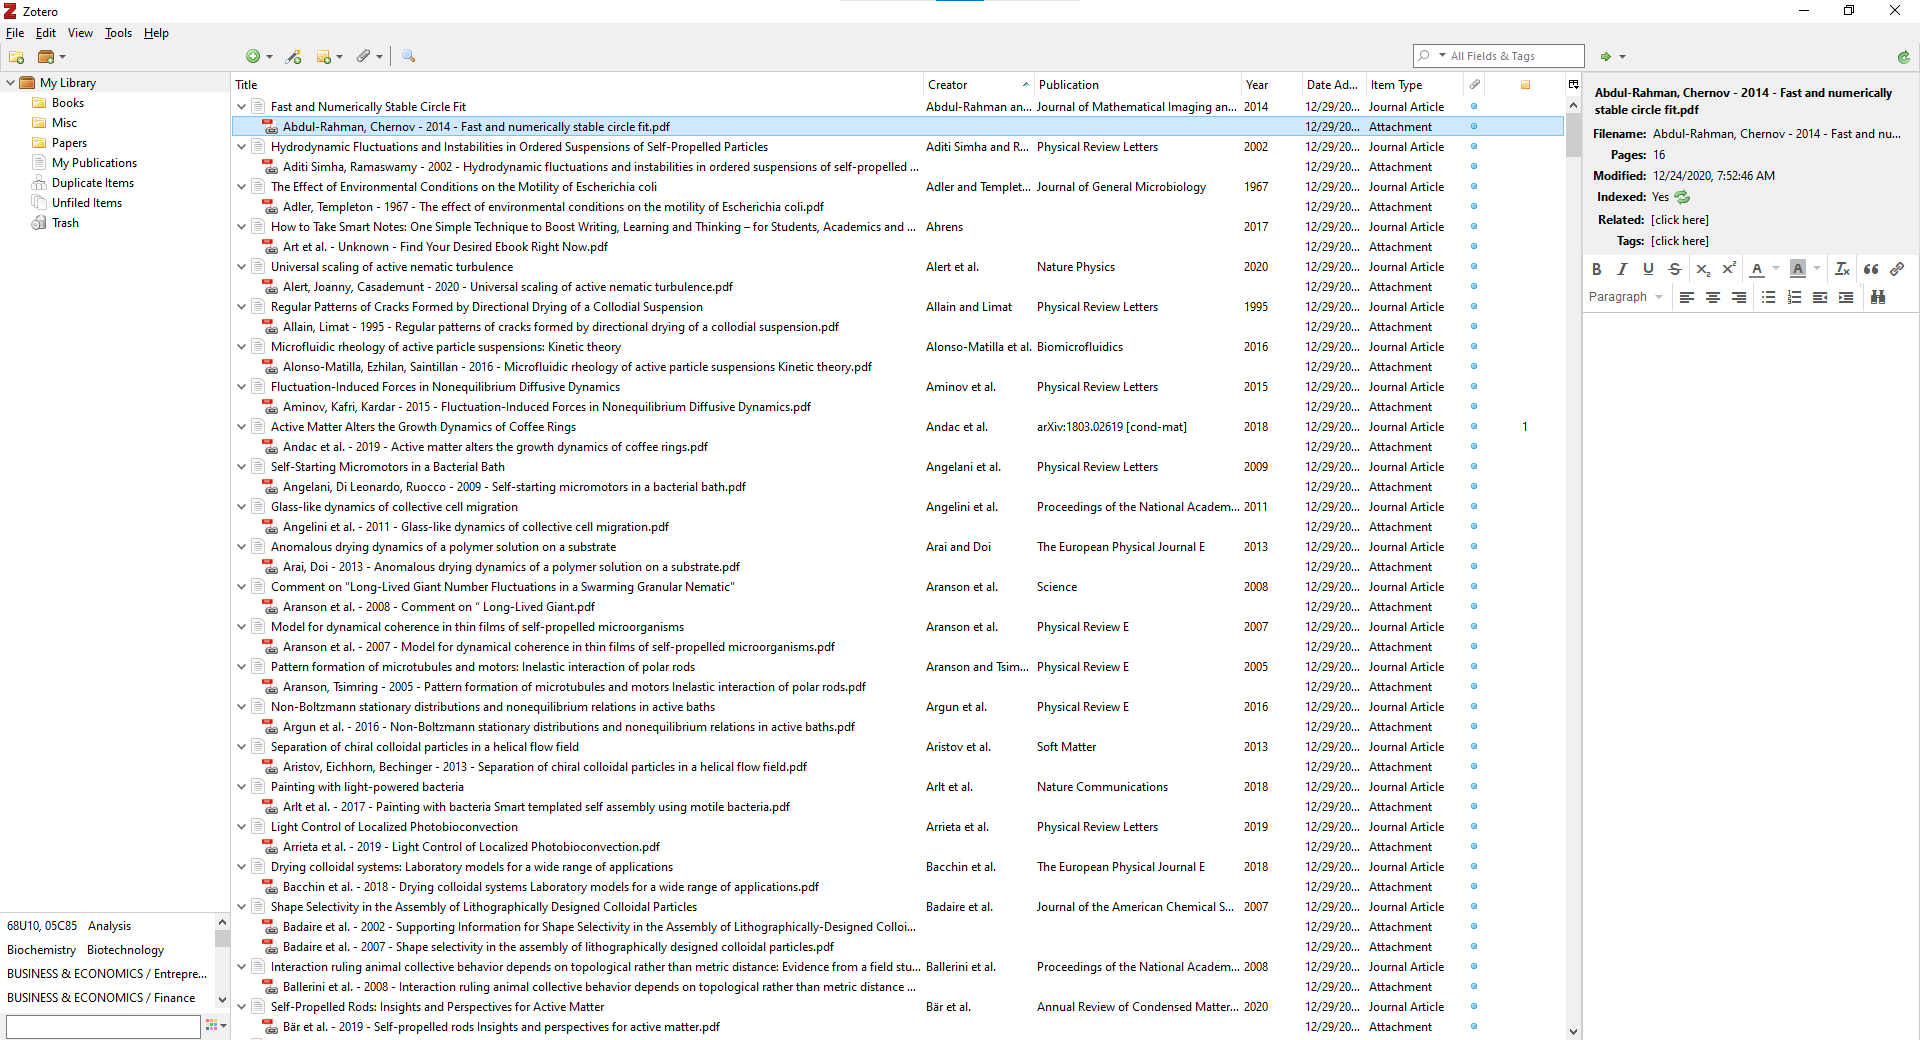 Zotero
File Edit View Tools Help
All Fields & Tags
My Library
Books
Misc
Papers
My Publications
Duplicate Items
Unfiled Items
Trash
68U10, 05C85 Analysis
Biochemistry Biotechnology
BUSINESS & ECONOMICS / Entrepre...
BUSINESS & ECONOMICS / Finance
Title Creator Publication Year Date Ad... Item Type
Fast and Numerically Stable Circle Fit Abdul-Rahman an... Journal of Mathematical Imaging an... 2014 12/29/20... Journal Article
Abdul-Rahman, Chernov - 2014 - Fast and numerically stable circle fit.pdf 12/29/20... Attachment
Hydrodynamic Fluctuations and Instabilities in Ordered Suspensions of Self-Propelled Particles Aditi Simha and R... Physical Review Letters 2002 12/29/20... Journal Article
Aditi Simha, Ramaswamy - 2002 - Hydrodynamic fluctuations and instabilities in ordered suspensions of self-propelled ... 12/29/20... Attachment
The Effect of Environmental Conditions on the Motility of Escherichia coli Adler and Templet... Journal of General Microbiology 1967 12/29/20... Journal Article
Adler, Templeton - 1967 - The effect of environmental conditions on the motility of Escherichia coli.pdf 12/29/20... Attachment
How to Take Smart Notes: One Simple Technique to Boost Writing, Learning and Thinking – for Students, Academics and ... Ahrens 2017 12/29/20... Journal Article
Art et al. - Unknown - Find Your Desired Ebook Right Now.pdf 12/29/20... Attachment
Universal scaling of active nematic turbulence Alert et al. Nature Physics 2020 12/29/20... Journal Article
Alert, Joanny, Casademunt - 2020 - Universal scaling of active nematic turbulence.pdf 12/29/20... Attachment
Regular Patterns of Cracks Formed by Directional Drying of a Collodial Suspension Allain and Limat Physical Review Letters 1995 12/29/20... Journal Article
Allain, Limat - 1995 - Regular patterns of cracks formed by directional drying of a collodial suspension.pdf 12/29/20... Attachment
Microfluidic rheology of active particle suspensions: Kinetic theory Alonso-Matilla et al. Biomicrofluidics 2016 12/29/20... Journal Article
Alonso-Matilla, Ezhilan, Saintillan - 2016 - Microfluidic rheology of active particle suspensions Kinetic theory.pdf 12/29/20... Attachment
Fluctuation-Induced Forces in Nonequilibrium Diffusive Dynamics Aminov et al. Physical Review Letters 2015 12/29/20... Journal Article
Aminov, Kafri, Kardar - 2015 - Fluctuation-Induced Forces in Nonequilibrium Diffusive Dynamics.pdf 12/29/20... Attachment
Active Matter Alters the Growth Dynamics of Coffee Rings Andac et al. arXiv:1803.02619 [cond-mat] 2018 12/29/20... Journal Article 1
Andac et al. - 2019 - Active matter alters the growth dynamics of coffee rings.pdf 12/29/20... Attachment
Self-Starting Micromotors in a Bacterial Bath Angelani et al. Physical Review Letters 2009 12/29/20... Journal Article
Angelani, Di Leonardo, Ruocco - 2009 - Self-starting micromotors in a bacterial bath.pdf 12/29/20... Attachment
Glass-like dynamics of collective cell migration Angelini et al. Proceedings of the National Academ... 2011 12/29/20... Journal Article
Angelini et al. - 2011 - Glass-like dynamics of collective cell migration.pdf 12/29/20... Attachment
Anomalous drying dynamics of a polymer solution on a substrate Arai and Doi The European Physical Journal E 2013 12/29/20... Journal Article
Arai, Doi - 2013 - Anomalous drying dynamics of a polymer solution on a substrate.pdf 12/29/20... Attachment
Comment on "Long-Lived Giant Number Fluctuations in a Swarming Granular Nematic" Aranson et al. Science 2008 12/29/20... Journal Article
Aranson et al. - 2008 - Comment on “ Long-Lived Giant.pdf 12/29/20... Attachment
Model for dynamical coherence in thin films of self-propelled microorganisms Aranson et al. Physical Review E 2007 12/29/20... Journal Article
Aranson et al. - 2007 - Model for dynamical coherence in thin films of self-propelled microorganisms.pdf 12/29/20... Attachment
Pattern formation of microtubules and motors: Inelastic interaction of polar rods Aranson and Tsim... Physical Review E 2005 12/29/20... Journal Article
Aranson, Tsimring - 2005 - Pattern formation of microtubules and motors Inelastic interaction of polar rods.pdf 12/29/20... Attachment
Non-Boltzmann stationary distributions and nonequilibrium relations in active baths Argun et al. Physical Review E 2016 12/29/20... Journal Article
Argun et al. - 2016 - Non-Boltzmann stationary distributions and nonequilibrium relations in active baths.pdf 12/29/20... Attachment
Separation of chiral colloidal particles in a helical flow field Aristov et al. Soft Matter 2013 12/29/20... Journal Article
Aristov, Eichhorn, Bechinger - 2013 - Separation of chiral colloidal particles in a helical flow field.pdf 12/29/20... Attachment
Painting with light-powered bacteria Arlt et al. Nature Communications 2018 12/29/20... Journal Article
Arlt et al. - 2017 - Painting with bacteria Smart templated self assembly using motile bacteria.pdf 12/29/20... Attachment
Light Control of Localized Photobioconvection Arrieta et al. Physical Review Letters 2019 12/29/20... Journal Article
Arrieta et al. - 2019 - Light Control of Localized Photobioconvection.pdf 12/29/20... Attachment
Drying colloidal systems: Laboratory models for a wide range of applications Bacchin et al. The European Physical Journal E 2018 12/29/20... Journal Article
Bacchin et al. - 2018 - Drying colloidal systems Laboratory models for a wide range of applications.pdf 12/29/20... Attachment
Shape Selectivity in the Assembly of Lithographically Designed Colloidal Particles Badaire et al. Journal of the American Chemical S... 2007 12/29/20... Journal Article
Badaire et al. - 2002 - Supporting Information for Shape Selectivity in the Assembly of Lithographically-Designed Colloi... 12/29/20... Attachment
Badaire et al. - 2007 - Shape selectivity in the assembly of lithographically designed colloidal particles.pdf 12/29/20... Attachment
Interaction ruling animal collective behavior depends on topological rather than metric distance: Evidence from a field stu... Ballerini et al. Proceedings of the National Academ... 2008 12/29/20... Journal Article
Ballerini et al. - 2008 - Interaction ruling animal collective behavior depends on topological rather than metric distance ... 12/29/20... Attachment
Self-Propelled Rods: Insights and Perspectives for Active Matter Bär et al. Annual Review of Condensed Matter... 2020 12/29/20... Journal Article
Bär et al. - 2019 - Self-propelled rods Insights and perspectives for active matter.pdf 12/29/20... Attachment
Abdul-Rahman, Chernov - 2014 - Fast and numerically
stable circle fit.pdf
Filename: Abdul-Rahman, Chernov - 2014 - Fast and nu...
Pages: 16
Modified: 12/24/2020, 7:52:46 AM
Indexed: Yes
Related: [click here]
Tags: [click here]
Paragraph